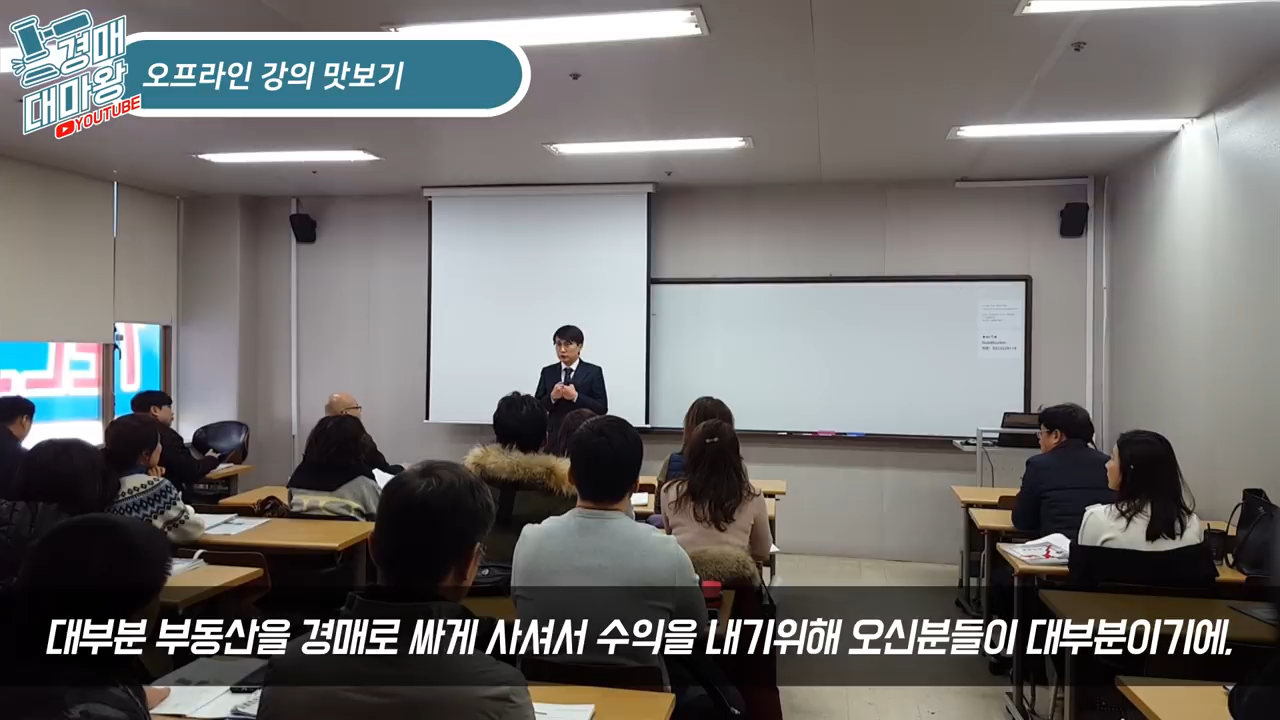 경매
대마왕
YOUTUBE
오프라인 강의 맛보기
대부분 부동산을 경매로 싸게 사셔서 수익을 내기위해 오신분들이 대부분이기에.